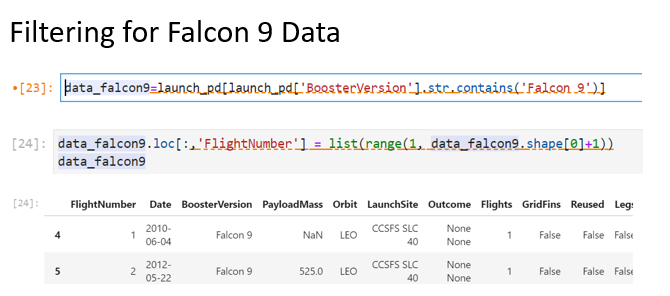 Filtering for Falcon 9 Data
•[23]: data_falcon9=launch_pd[launch_pd['BoosterVersion'].str.contains('Falcon 9')]
[24]: data_falcon9.loc[:,'FlightNumber'] = list(range(1, data_falcon9.shape[0]+1))
data_falcon9
[24]: FlightNumber Date BoosterVersion PayloadMass Orbit LaunchSite Outcome Flights GridFins Reused Legs
4 1 2010-06-04 Falcon 9 NaN LEO CCSFS SLC 40 None None 1 False False False
5 2 2012-05-22 Falcon 9 525.0 LEO CCSFS SLC 40 None None 1 False False False